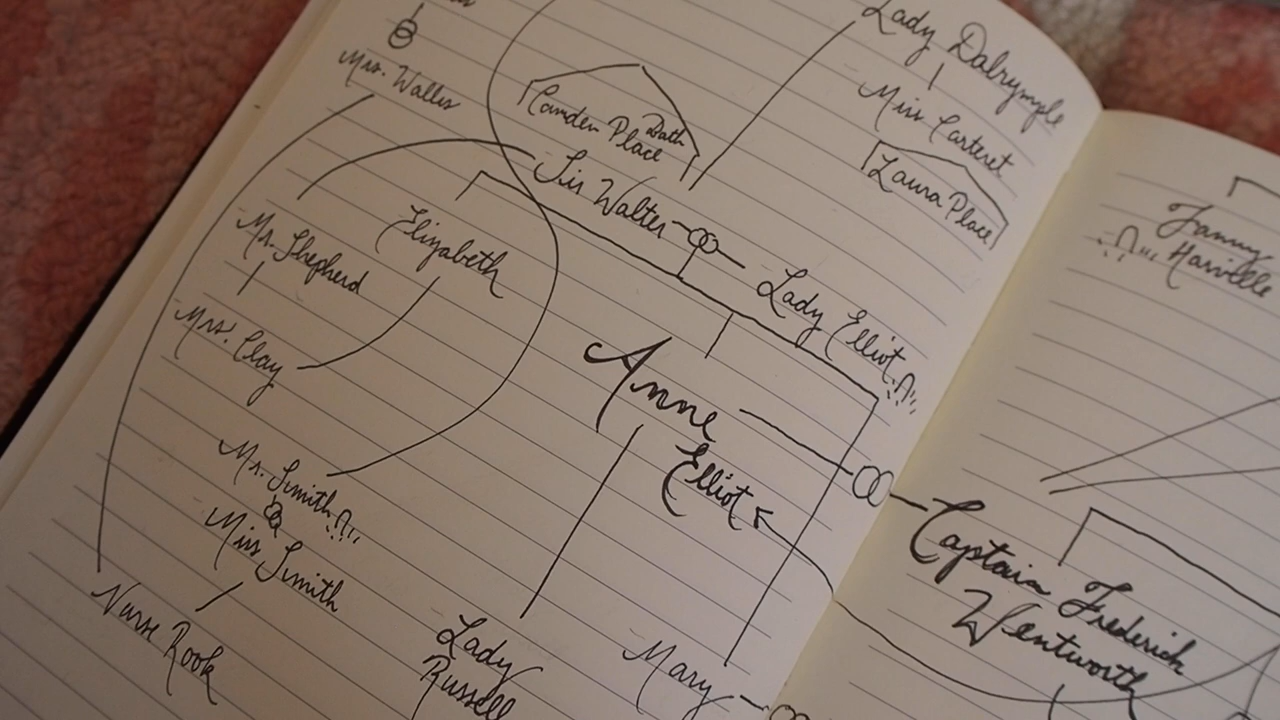 Mrs. Wallis
Lady Dalrymple
Miss Carteret
Laura Place
Camden Place
Bath
Sir Walter
Lady Elliot
Elizabeth
Mr. Shepherd
Mrs. Clay
Anne
Elliot
Mr. Smith
Miss Smith
Nurse Rook
Lady
Russell
Mary
Fanny
Harville
Captain Frederick
Wentworth